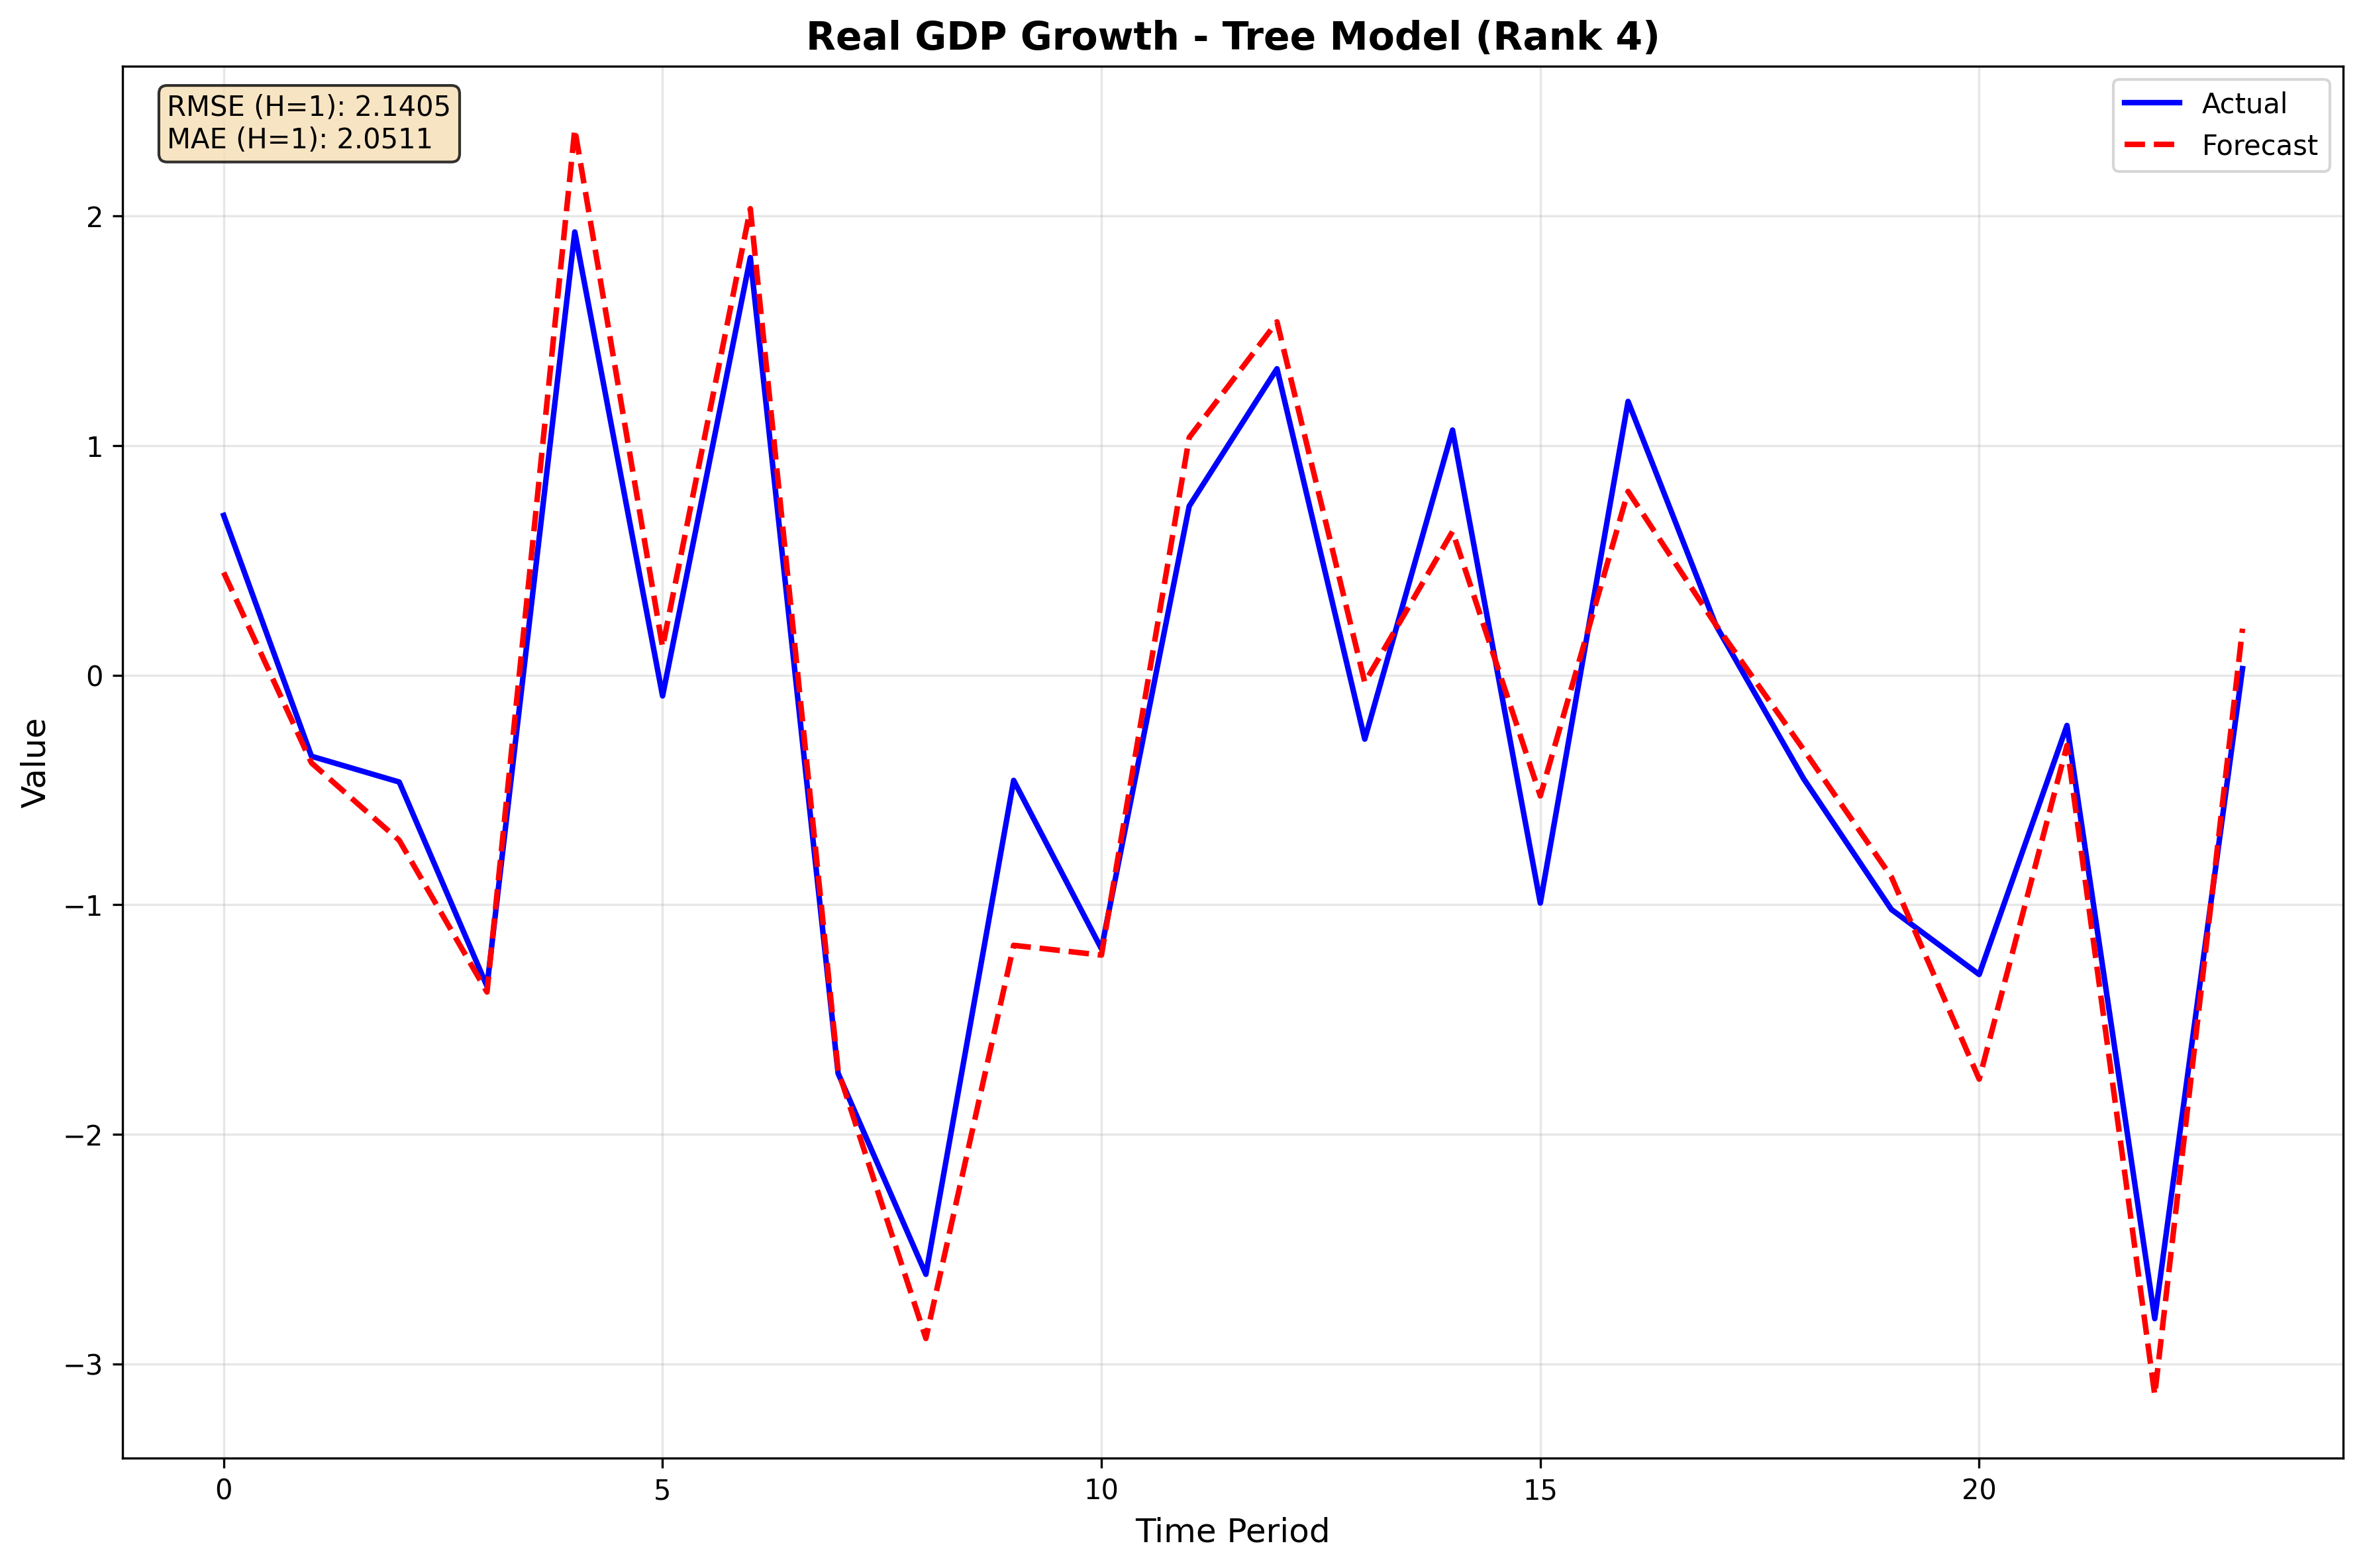 Real GDP Growth - Tree Model (Rank 4)
RMSE (H=1): 2.1405
MAE (H=1): 2.0511
Actual
Forecast
2
1
0
−1
−2
−3
Value
0
5
10
15
20
Time Period